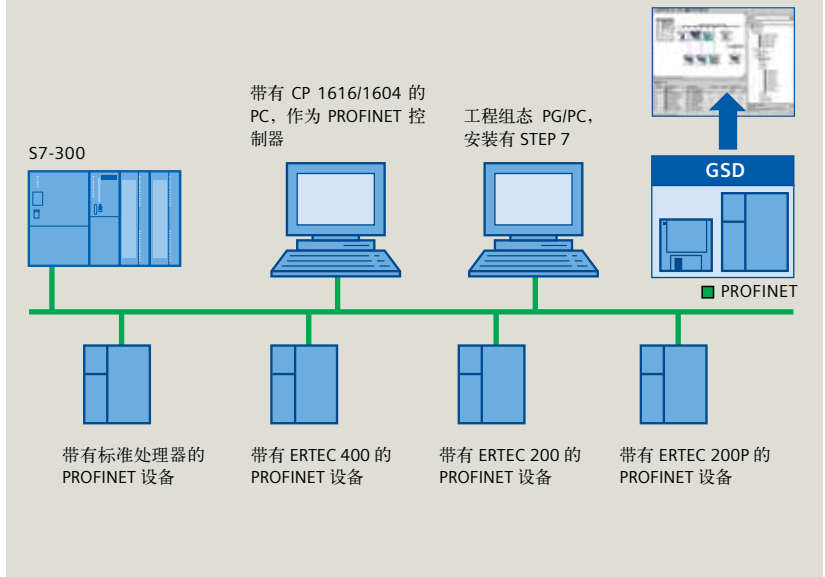 带有 CP 1616/1604 的
PC，作为 PROFINET 控
制器
工程组态 PG/PC，
安装有 STEP 7
S7-300
GSD
PROFINET
带有标准处理器的
PROFINET 设备
带有 ERTEC 400 的
PROFINET 设备
带有 ERTEC 200 的
PROFINET 设备
带有 ERTEC 200P 的
PROFINET 设备